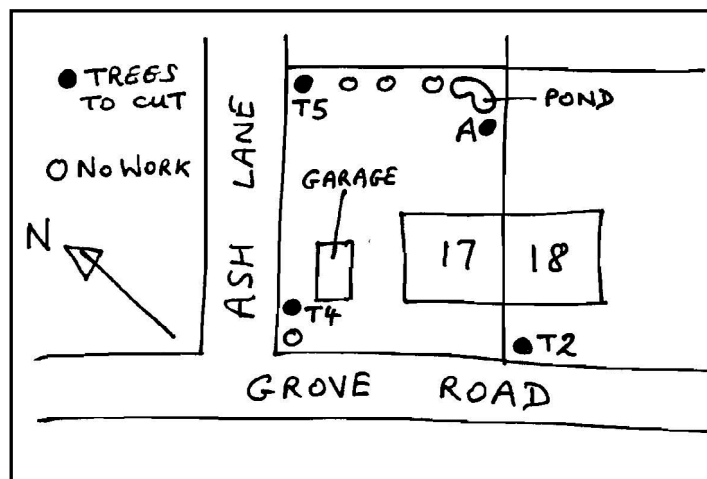 TREES
TO CUT
NO WORK
N
ASH LANE
T5
POND
A
GARAGE
17
18
T4
T2
GROVE ROAD